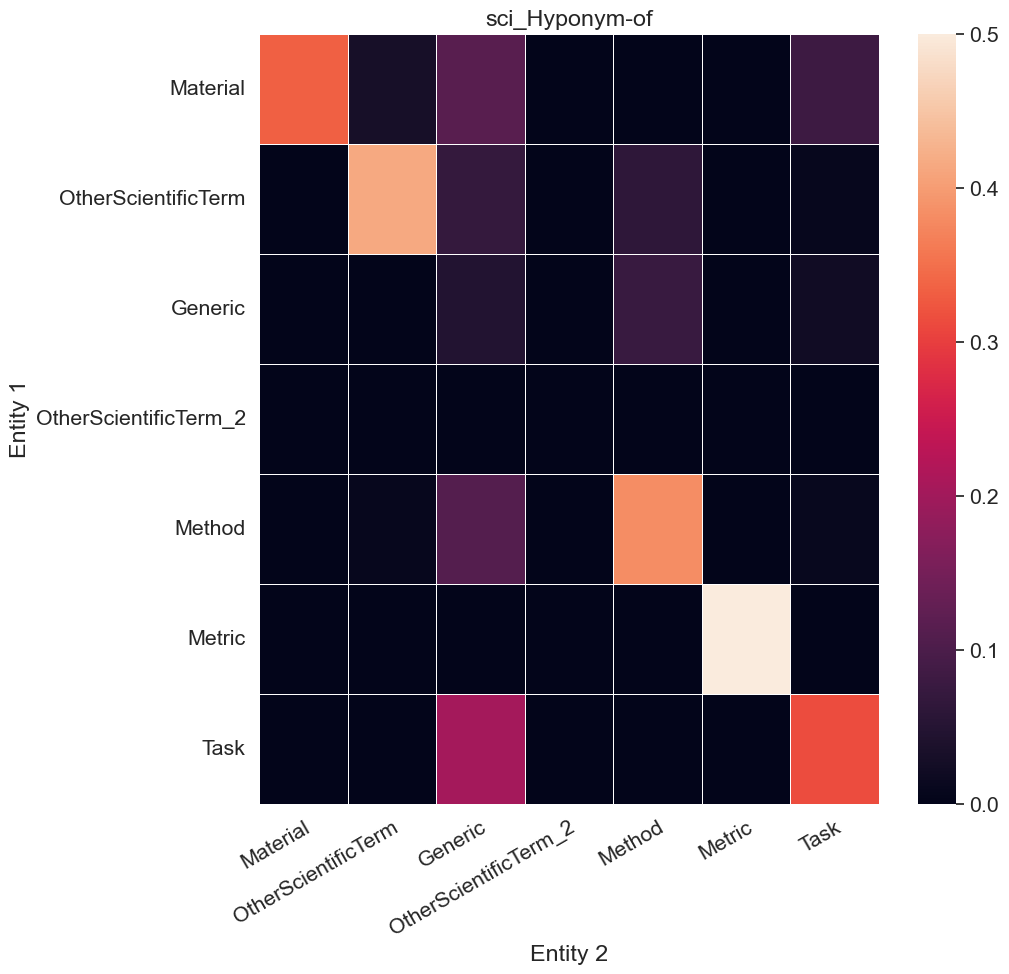 sci_Hyponym-of
Material
OtherScientificTerm
Generic
OtherScientificTerm_2
Method
Metric
Task
Entity 1
Material
OtherScientificTerm
Generic
OtherScientificTerm_2
Method
Metric
Task
Entity 2
0.5
0.4
0.3
0.2
0.1
0.0